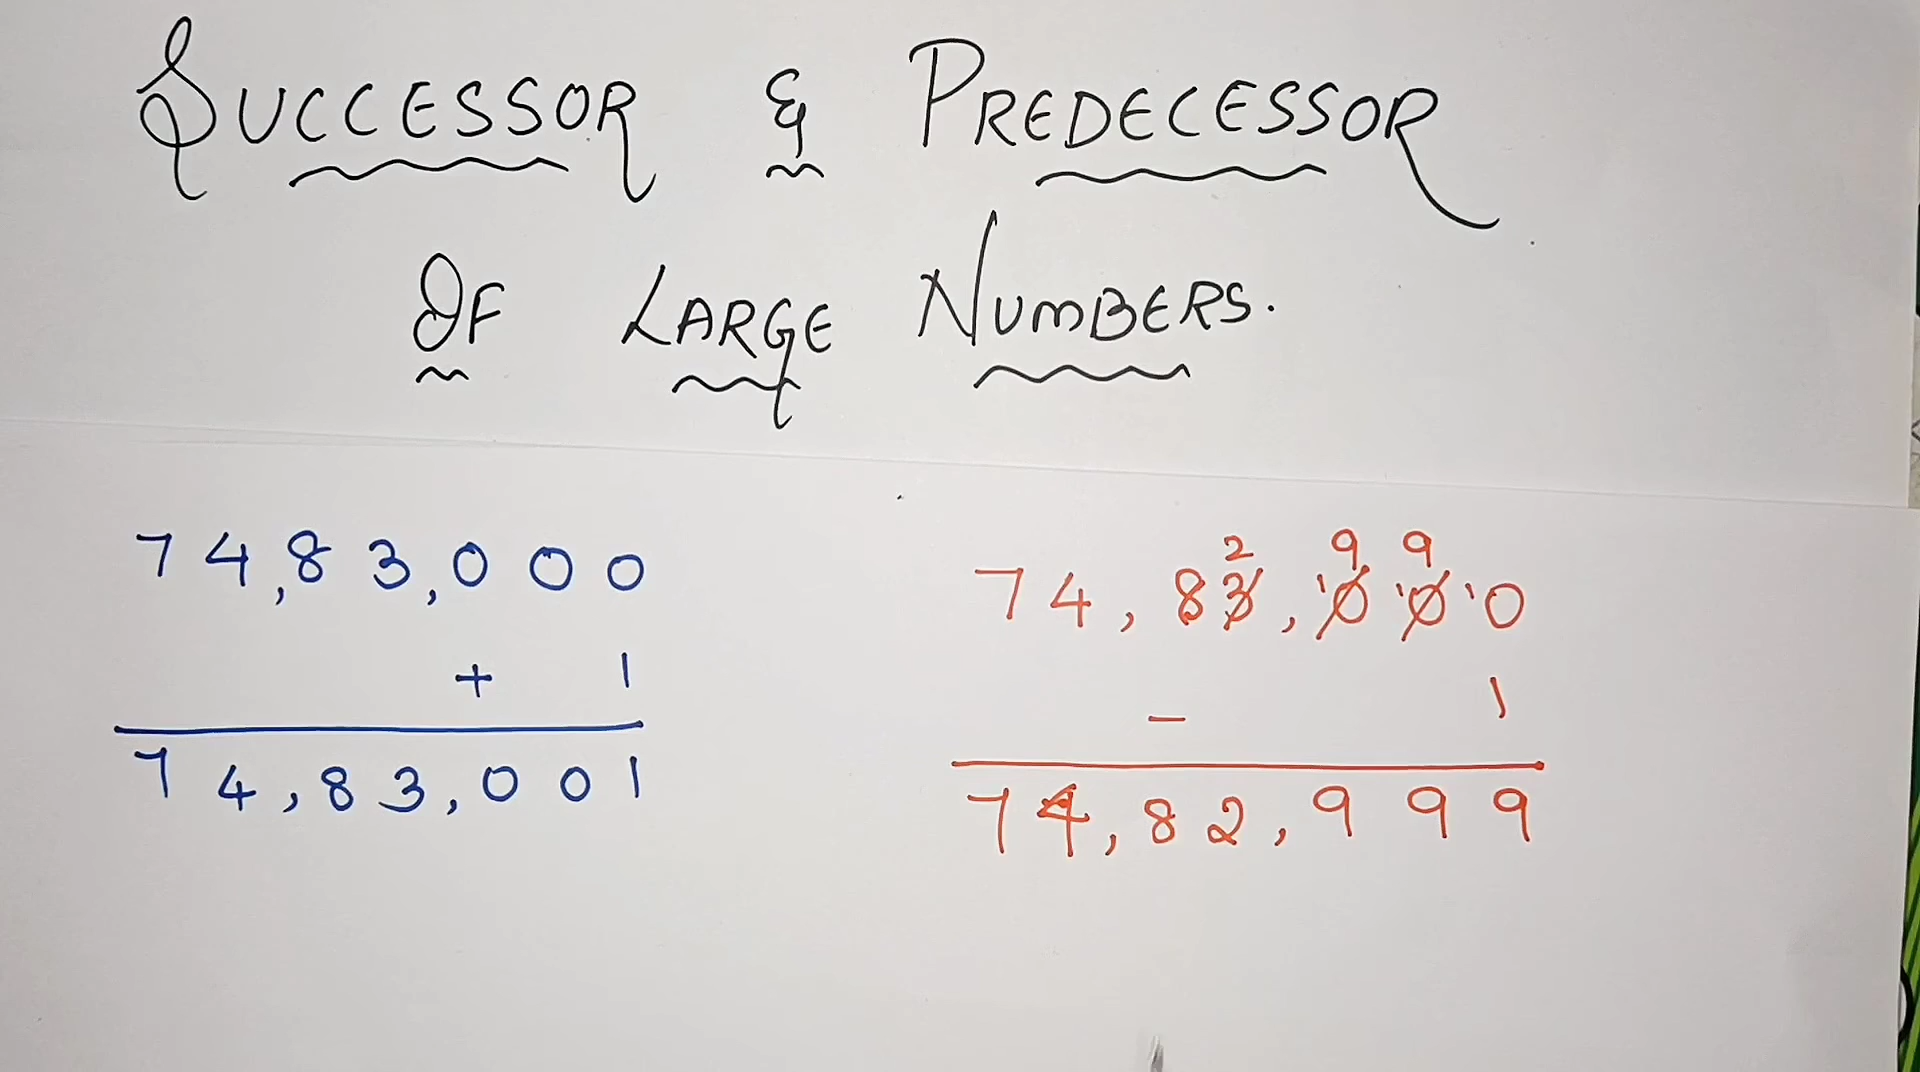 SUCCESSOR & PREDECESSOR
OF LARGE NUMBERS.
74,83,000
+ 1
74,83,001
2 9 9
74,83,000
- 1
74,82,999